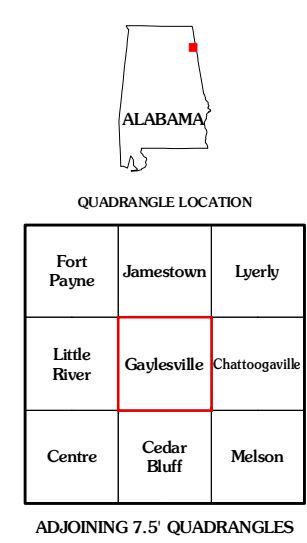 ALABAMA
QUADRANGLE LOCATION
Fort
Payne
Jamestown
Lyerly
Little
River
Gaylesville
Chattoogaville
Centre
Cedar
Bluff
Melson
ADJOINING 7.5' QUADRANGLES